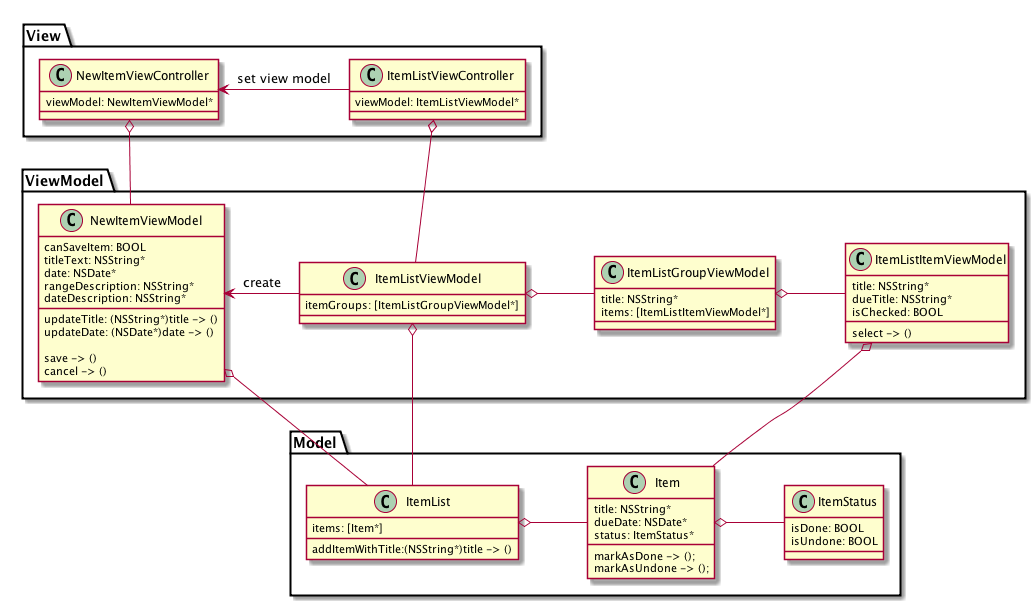 View
C NewItemViewController
viewModel: NewItemViewModel*
set view model
C ItemListViewController
viewModel: ItemListViewModel*
ViewModel
C NewItemViewModel
canSaveItem: BOOL
titleText: NSString*
date: NSDate*
rangeDescription: NSString*
dateDescription: NSString*
updateTitle: (NSString*)title -> ()
updateDate: (NSDate*)date -> ()
save -> ()
cancel -> ()
create
C ItemListViewModel
itemGroups: [ItemListGroupViewModel*]
C ItemListGroupViewModel
title: NSString*
items: [ItemListItemViewModel*]
C ItemListItemViewModel
title: NSString*
dueTitle: NSString*
isChecked: BOOL
select -> ()
Model
C ItemList
items: [Item*]
addItemWithTitle:(NSString*)title -> ()
C Item
title: NSString*
dueDate: NSDate*
status: ItemStatus*
markAsDone -> ();
markAsUndone -> ();
C ItemStatus
isDone: BOOL
isUndone: BOOL